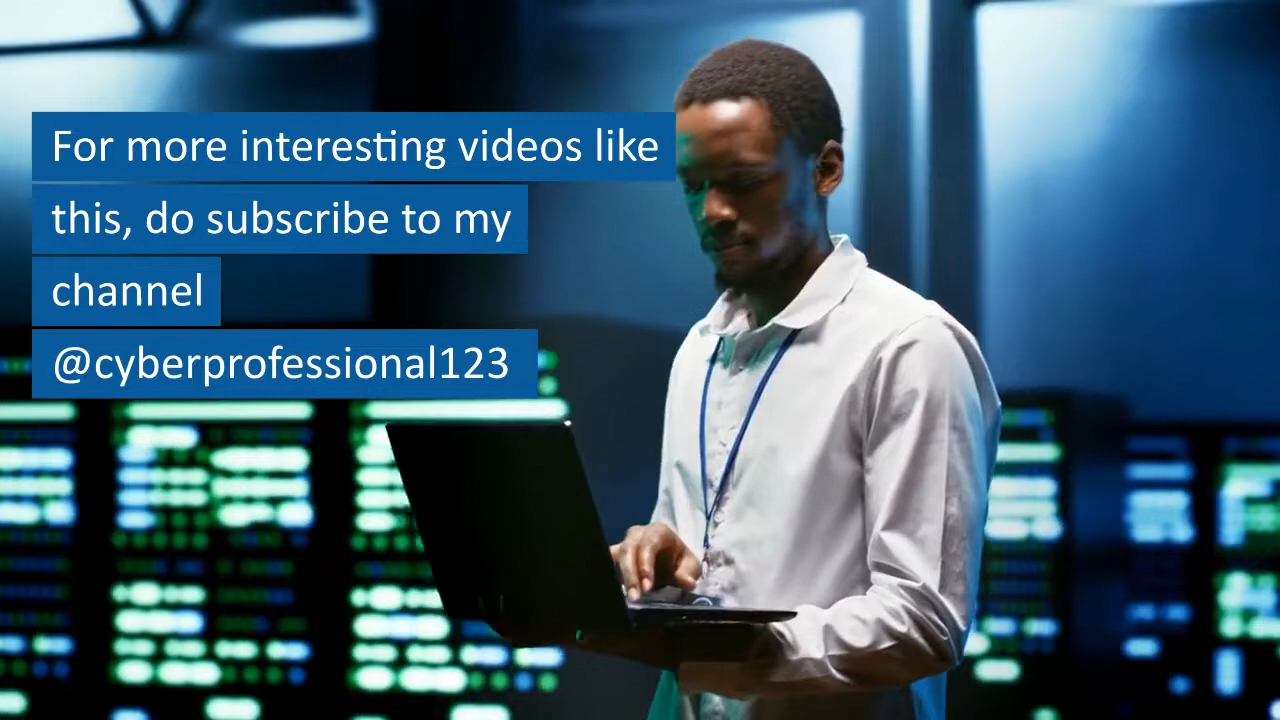 For more interesting videos like
this, do subscribe to my
channel
@cyberprofessional123